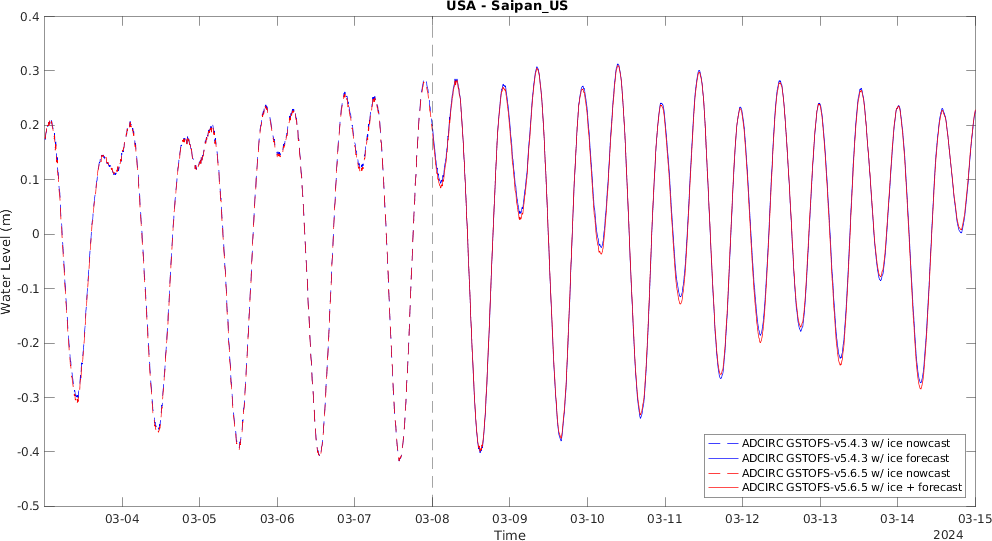 USA - Saipan_US
0.4
0.3
0.2
0.1
0
-0.1
-0.2
-0.3
-0.4
-0.5
Water Level (m)
ADCIRC GSTOFS-v5.4.3 w/ ice nowcast
ADCIRC GSTOFS-v5.4.3 w/ ice forecast
ADCIRC GSTOFS-v5.6.5 w/ ice nowcast
ADCIRC GSTOFS-v5.6.5 w/ ice + forecast
03-04 03-05 03-06 03-07 03-08 03-09 03-10 03-11 03-12 03-13 03-14 03-15
Time
2024